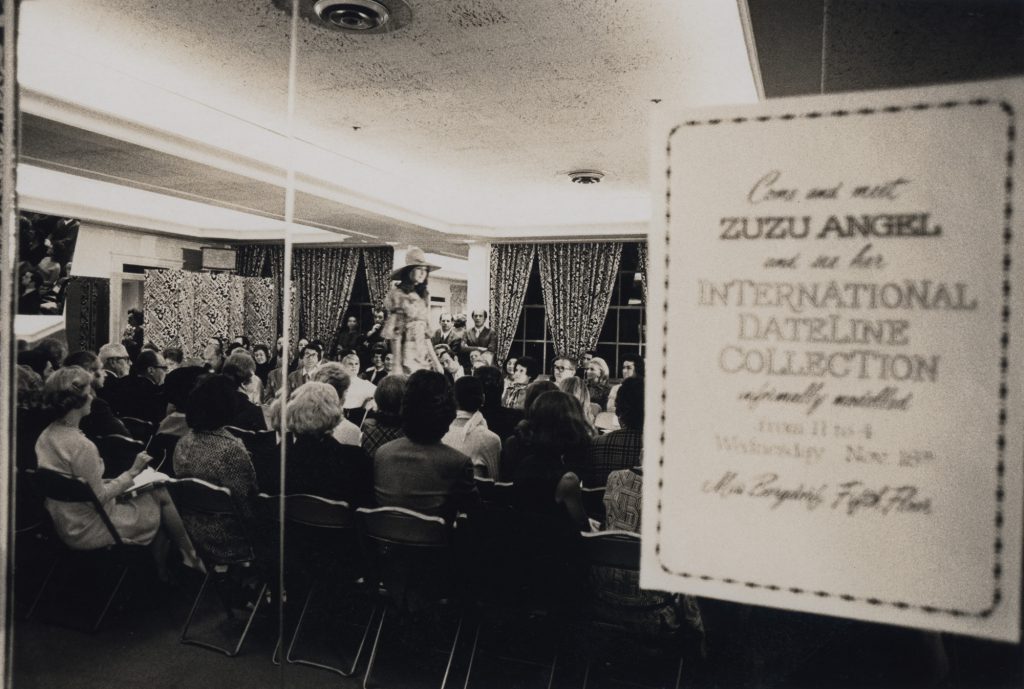 Come and meet
ZUZU ANGEL
and see her
INTERNATIONAL
DATELINE
COLLECTION
informally modelled
from 11 to 4
Wednesday Nov. 18th
Miss Bergdorf, Fifth Floor